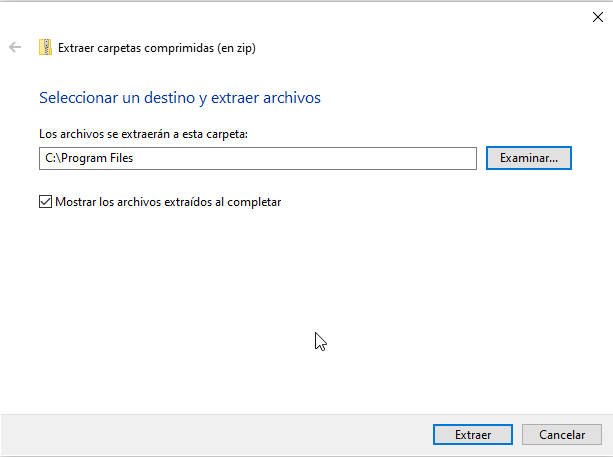 Extraer carpetas comprimidas (en zip)
Seleccionar un destino y extraer archivos
Los archivos se extraerán a esta carpeta:
C:\Program Files
Examinar...
Mostrar los archivos extraídos al completar
Extraer
Cancelar